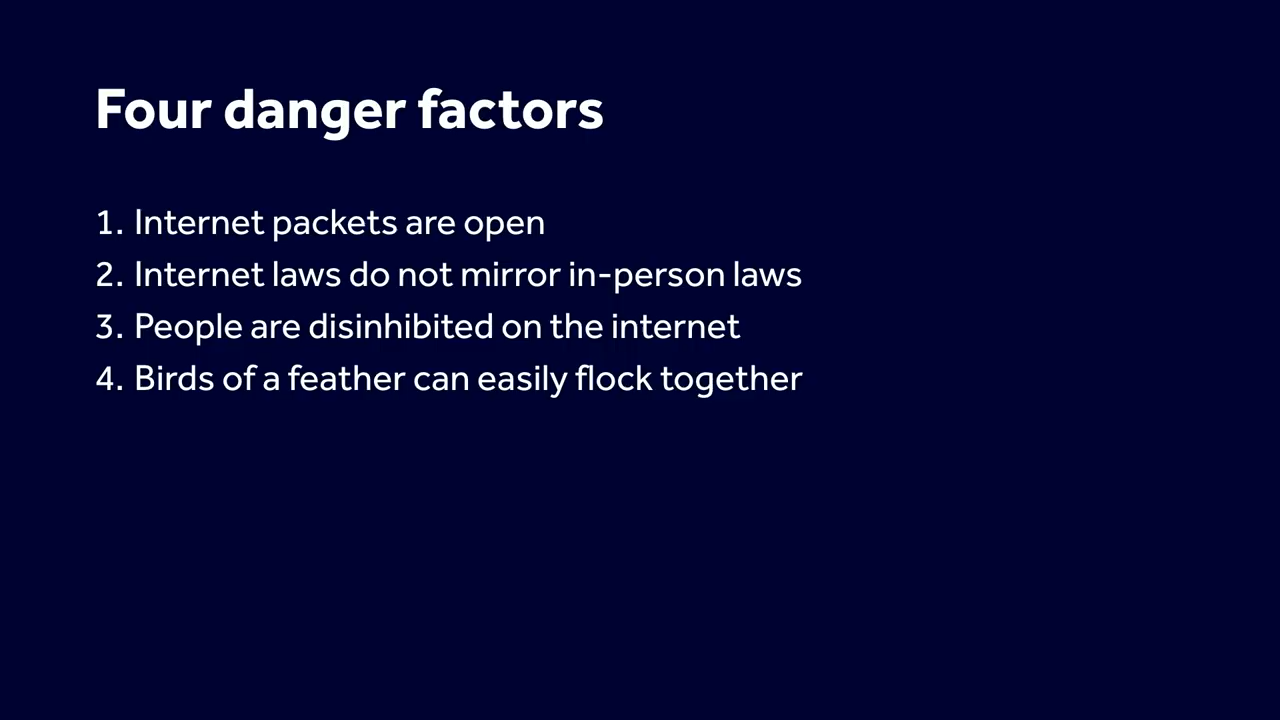 Four danger factors
1. Internet packets are open
2. Internet laws do not mirror in-person laws
3. People are disinhibited on the internet
4. Birds of a feather can easily flock together